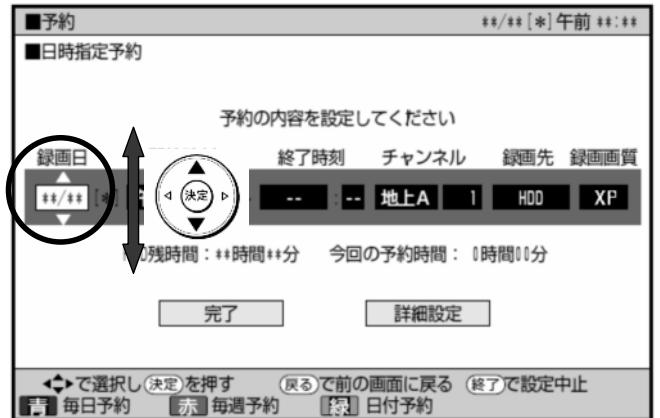 ■予約 **/**[*]午前 **:**
■日時指定予約
予約の内容を設定してください
録画日 終了時刻 チャンネル 録画先 録画画質
**/** [*] 決定 -- : -- 地上A 1 HDD XP
残時間：**時間**分 今回の予約時間： 0時間00分
完了 詳細設定
で選択し 決定 を押す 戻る で前の画面に戻る 終了 で設定中止
青 毎日予約 赤 毎週予約 緑 日付予約